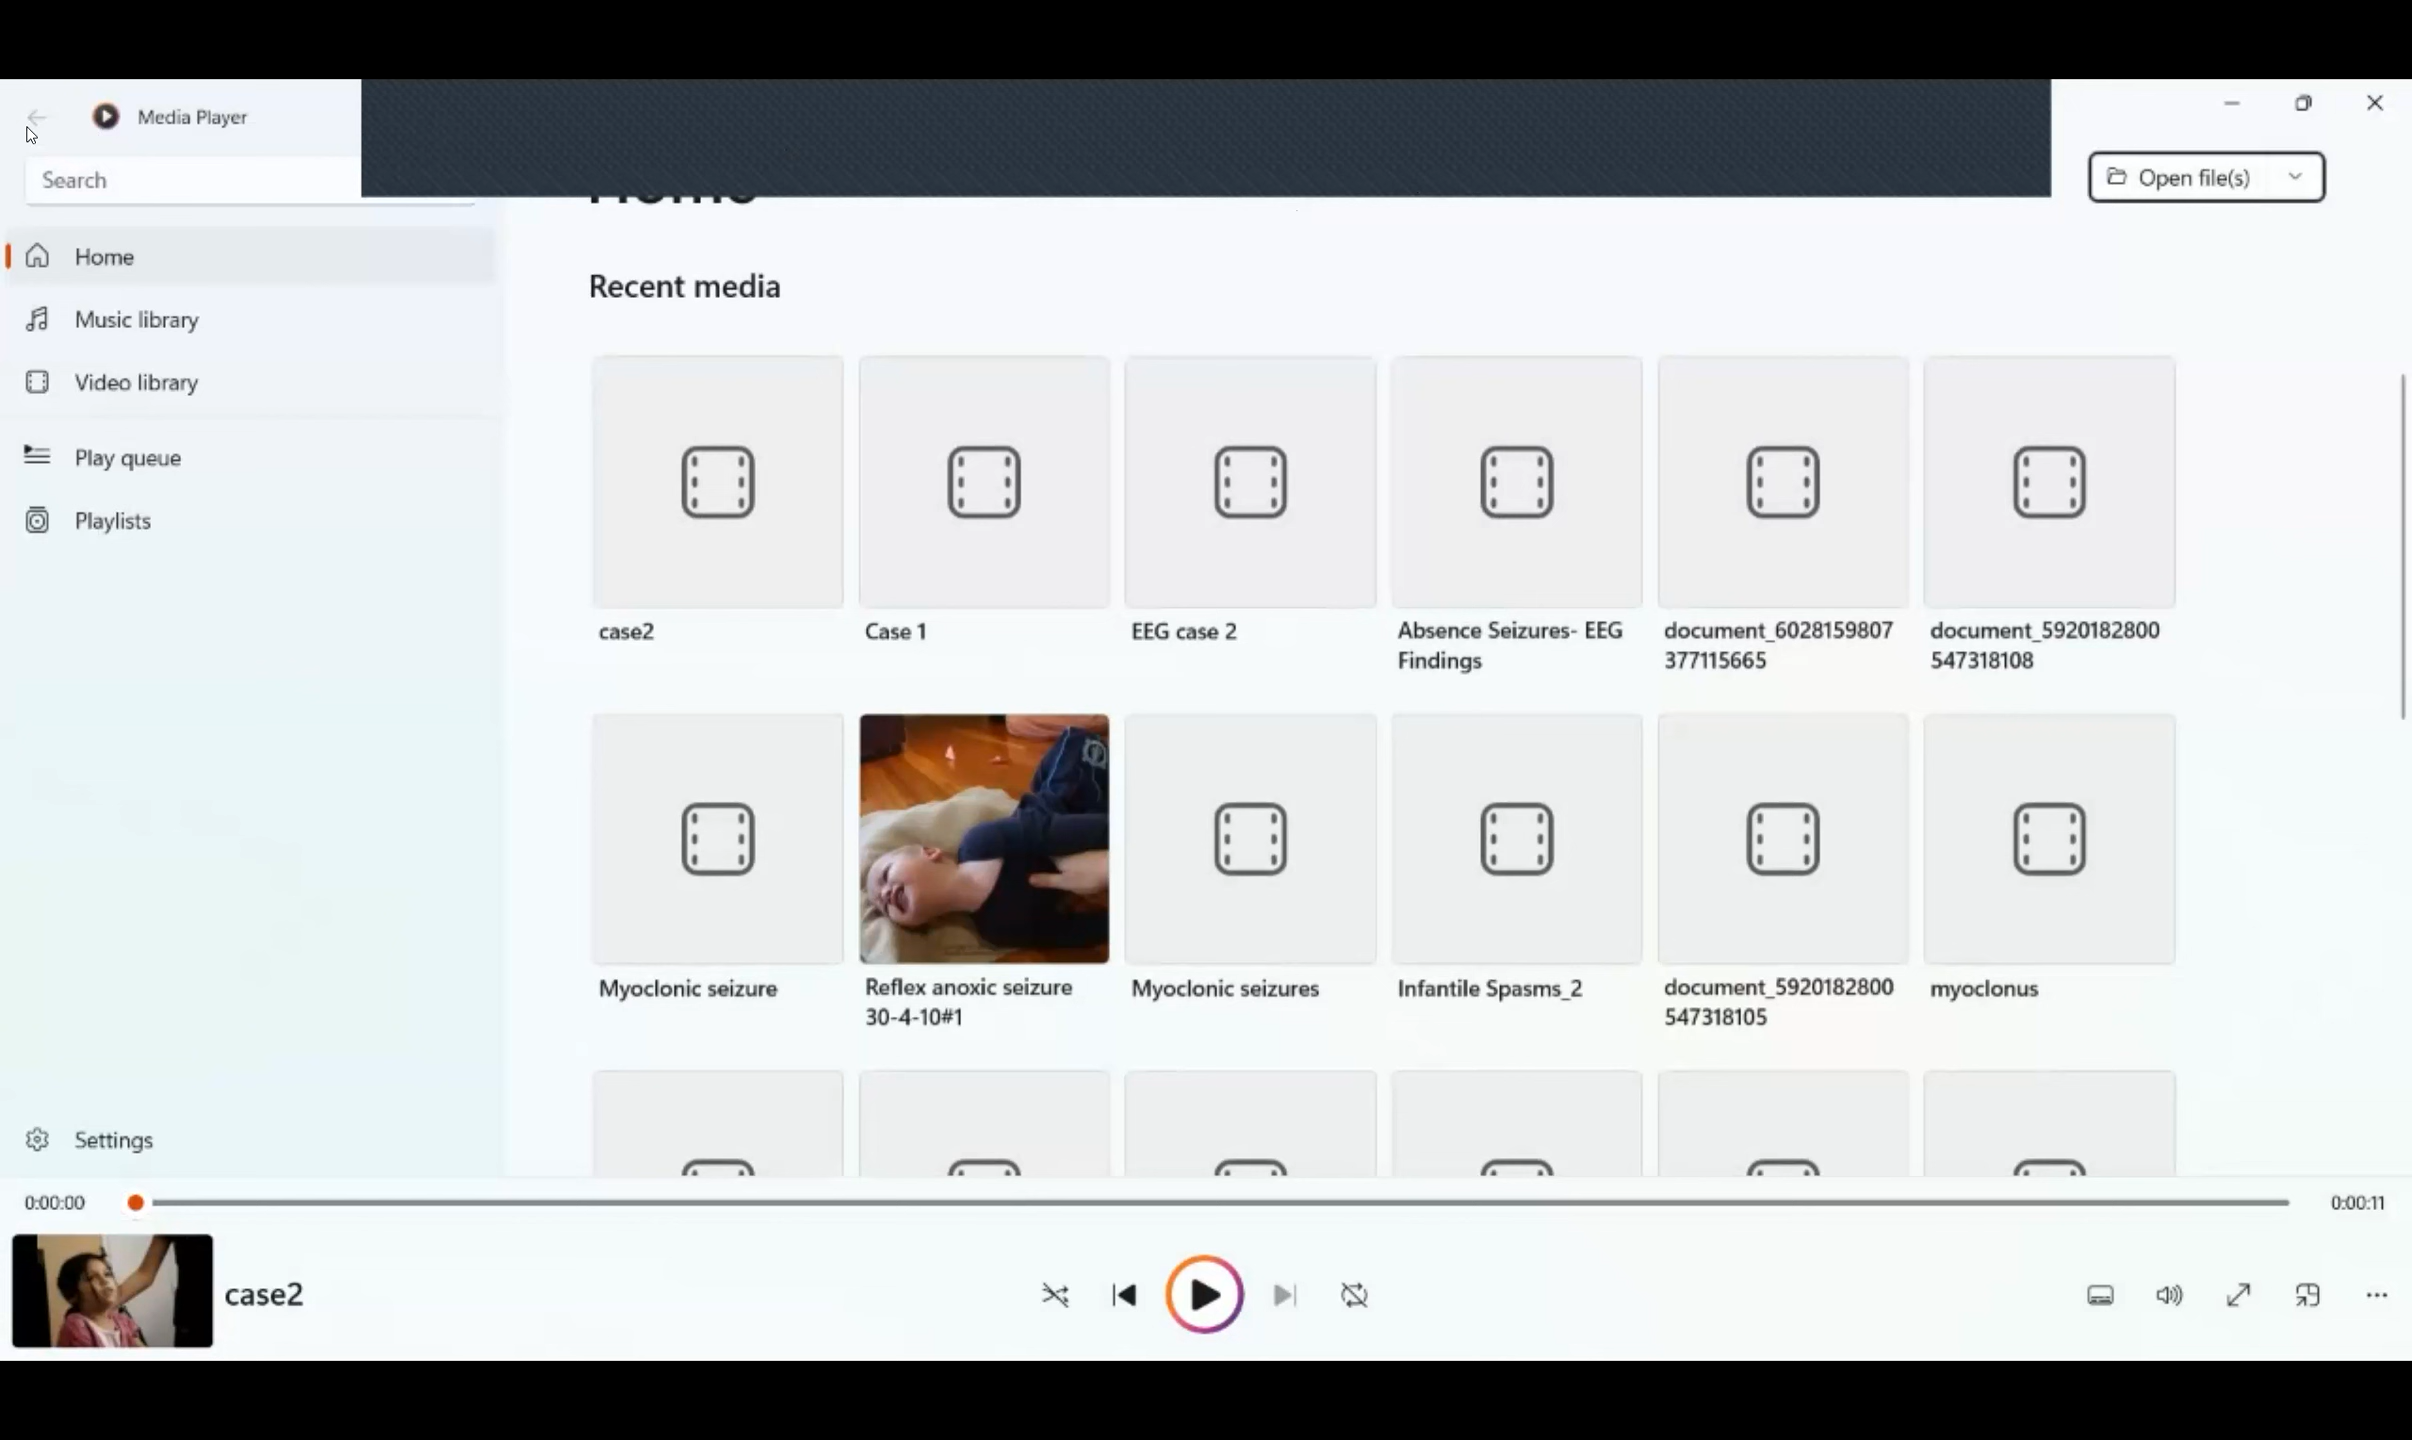 Media Player
Search
Open file(s)
Home
Home
Music library
Video library
Play queue
Playlists
Settings
Recent media
case2
Case 1
EEG case 2
Absence Seizures- EEG
Findings
document_6028159807
377115665
document_5920182800
547318108
Myoclonic seizure
Reflex anoxic seizure
30-4-10#1
Myoclonic seizures
Infantile Spasms_2
document_5920182800
547318105
myoclonus
0:00:00
0:00:11
case2